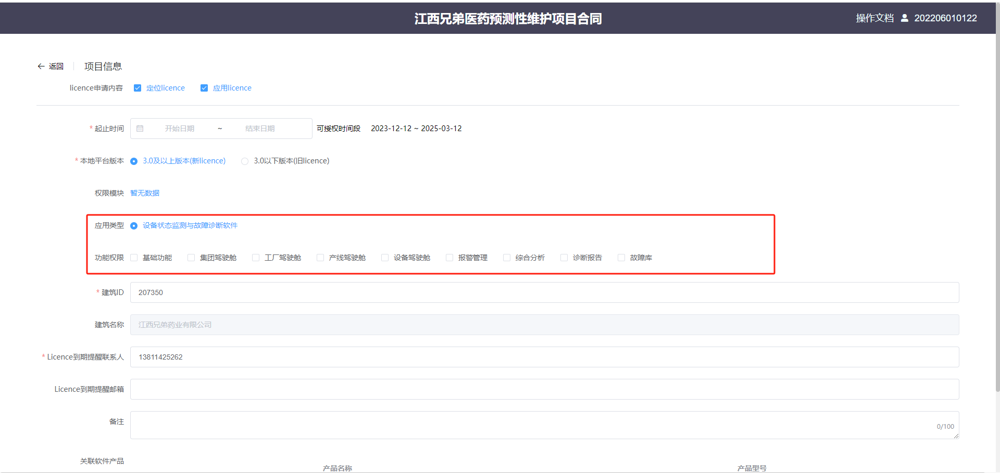 江西兄弟医药预测性维护项目合同
操作文档 202206010122
返回 项目信息
licence申请内容 定位licence 应用licence
* 起止时间 开始日期 ~ 结束日期 可授权时间段 2023-12-12 ~ 2025-03-12
* 本地平台版本 3.0及以上版本(新licence) 3.0以下版本(旧licence)
权限模块 暂无数据
应用类型 设备状态监测与故障诊断软件
功能权限 基础功能 集团驾驶舱 工厂驾驶舱 产线驾驶舱 设备驾驶舱 报警管理 综合分析 诊断报告 故障库
* 建筑ID 207350
建筑名称 江西兄弟药业有限公司
* Licence到期提醒联系人 13811425262
Licence到期提醒邮箱
备注
0/100
关联软件产品
产品名称 产品型号